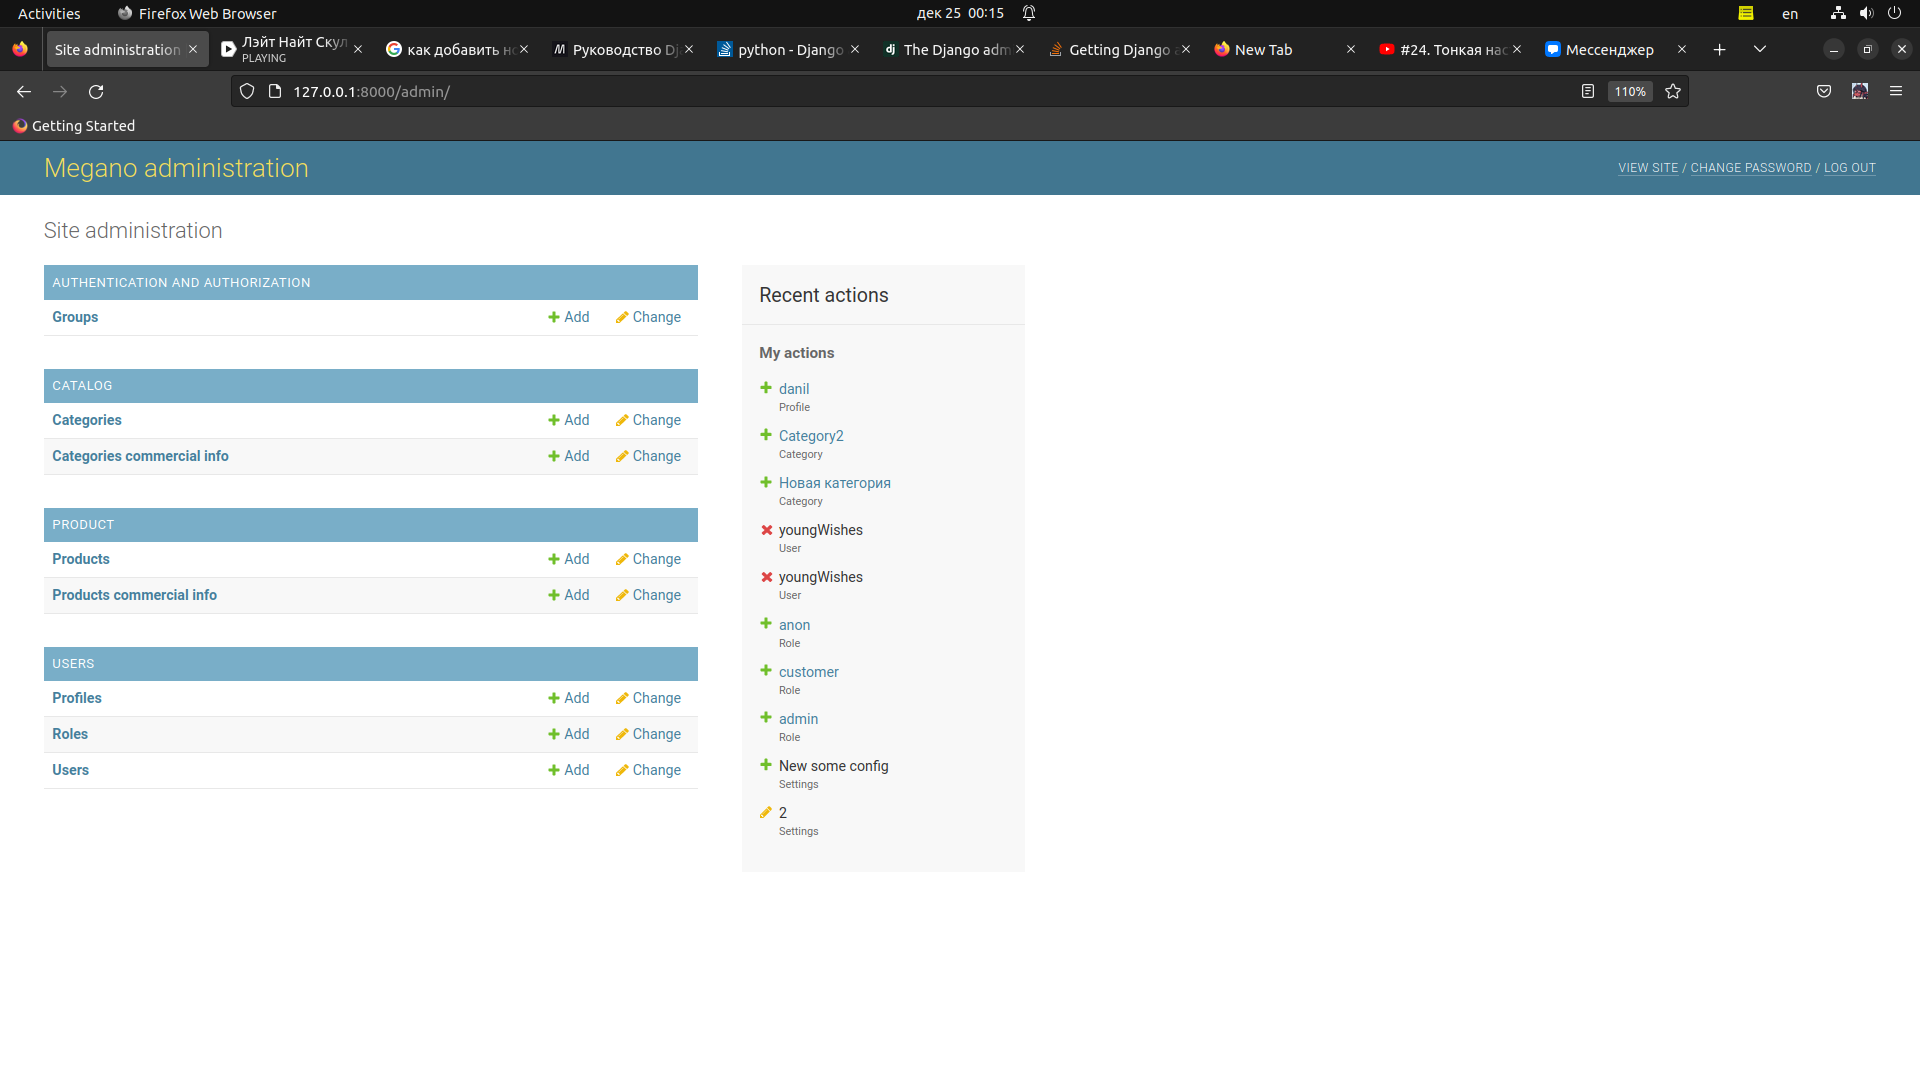 Activities
Firefox Web Browser
дек 25 00:15
en
Site administration
Лэйт Найт Скул
PLAYING
как добавить
Руководство
python - Django
The Django adm
Getting Django
New Tab
#24. Тонкая
Мессенджер
127.0.0.1:8000/admin/
110%
Getting Started
Megano administration
VIEW SITE / CHANGE PASSWORD / LOG OUT
Site administration
AUTHENTICATION AND AUTHORIZATION
Groups Add Change
CATALOG
Categories Add Change
Categories commercial info Add Change
PRODUCT
Products Add Change
Products commercial info Add Change
USERS
Profiles Add Change
Roles Add Change
Users Add Change
Recent actions
My actions
danil
Profile
Category2
Category
Новая категория
Category
youngWishes
User
youngWishes
User
anon
Role
customer
Role
admin
Role
New some config
Settings
2
Settings